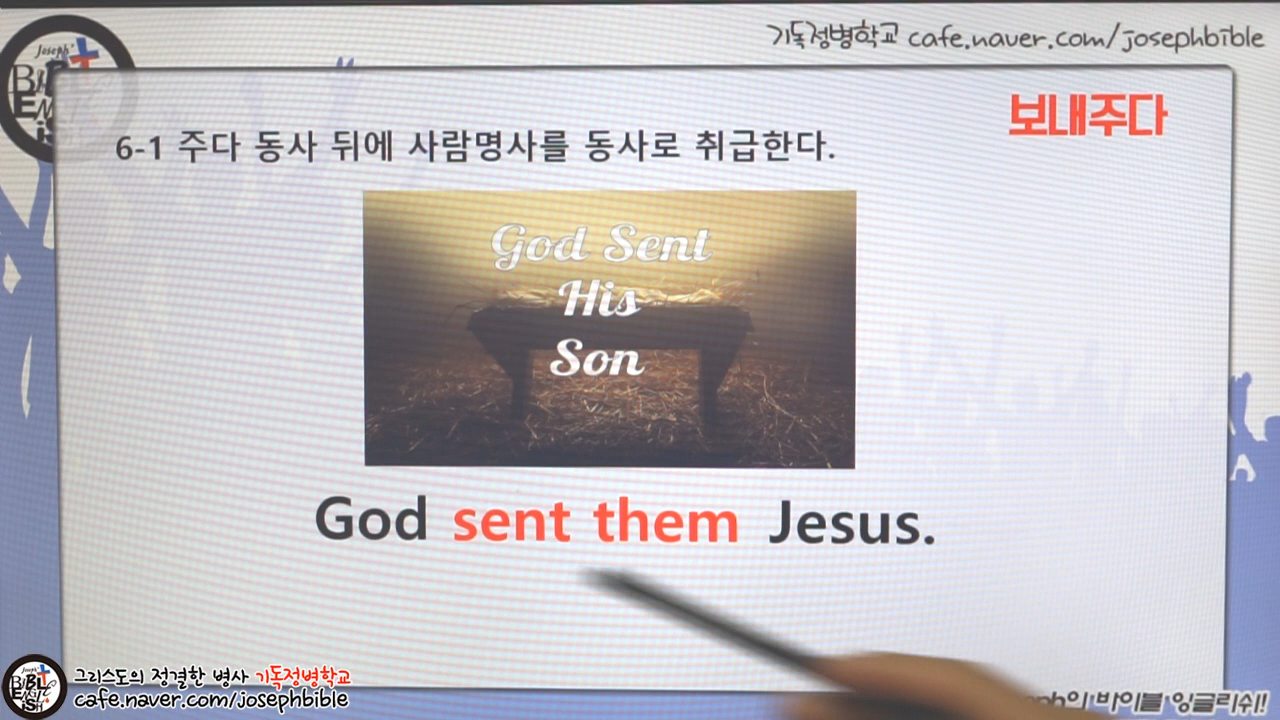 기독정병학교 cafe.naver.com/josephbible
Joseph'
보내주다
6-1 주다 동사 뒤에 사람명사를 동사로 취급한다.
God Sent
His
Son
God sent them Jesus.
그리스도의 정결한 병사 기독정병학교
cafe.naver.com/josephbible
바이블 잉글리쉬!